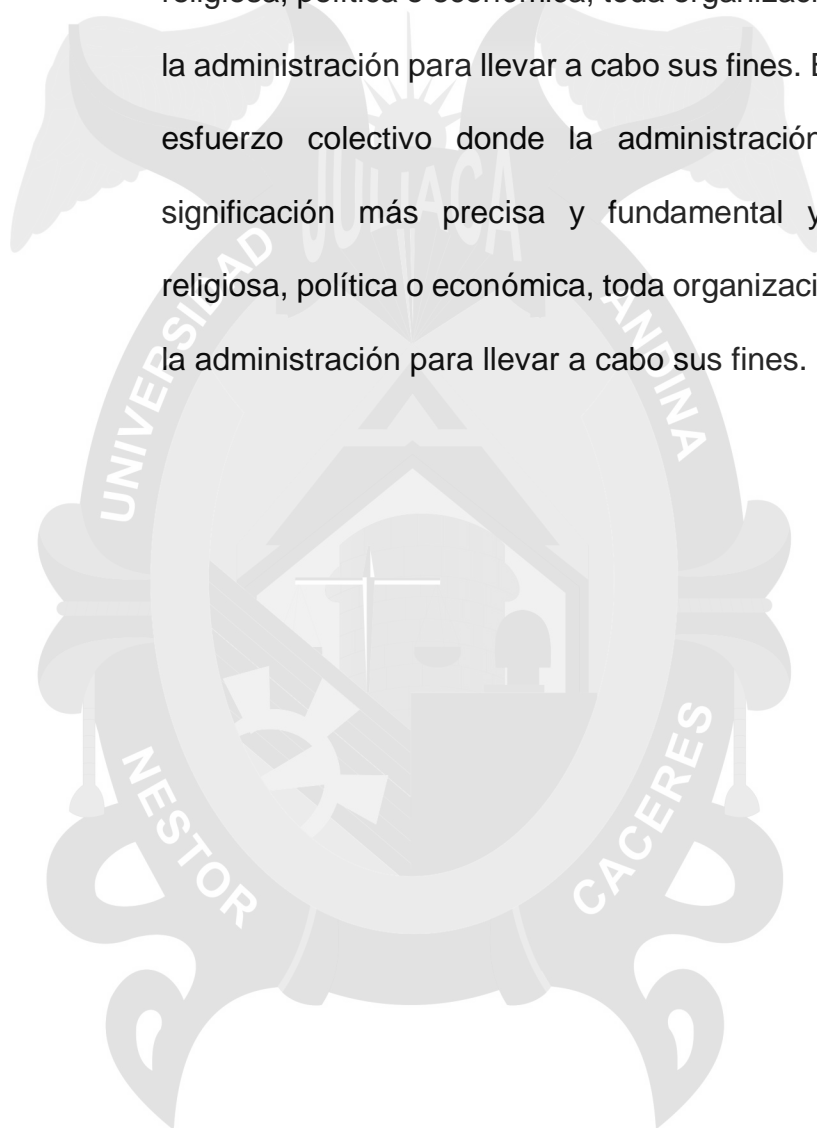 religiosa, política o económica, toda
la administración para llevar a cabo sus fines.
esfuerzo colectivo donde la administración
significación más precisa y fundamental y
religiosa, política o económica, toda
la administración para llevar a cabo sus fines.
JULIACA
UNIVERSIDAD
ANDINA
NESTOR
CACERES